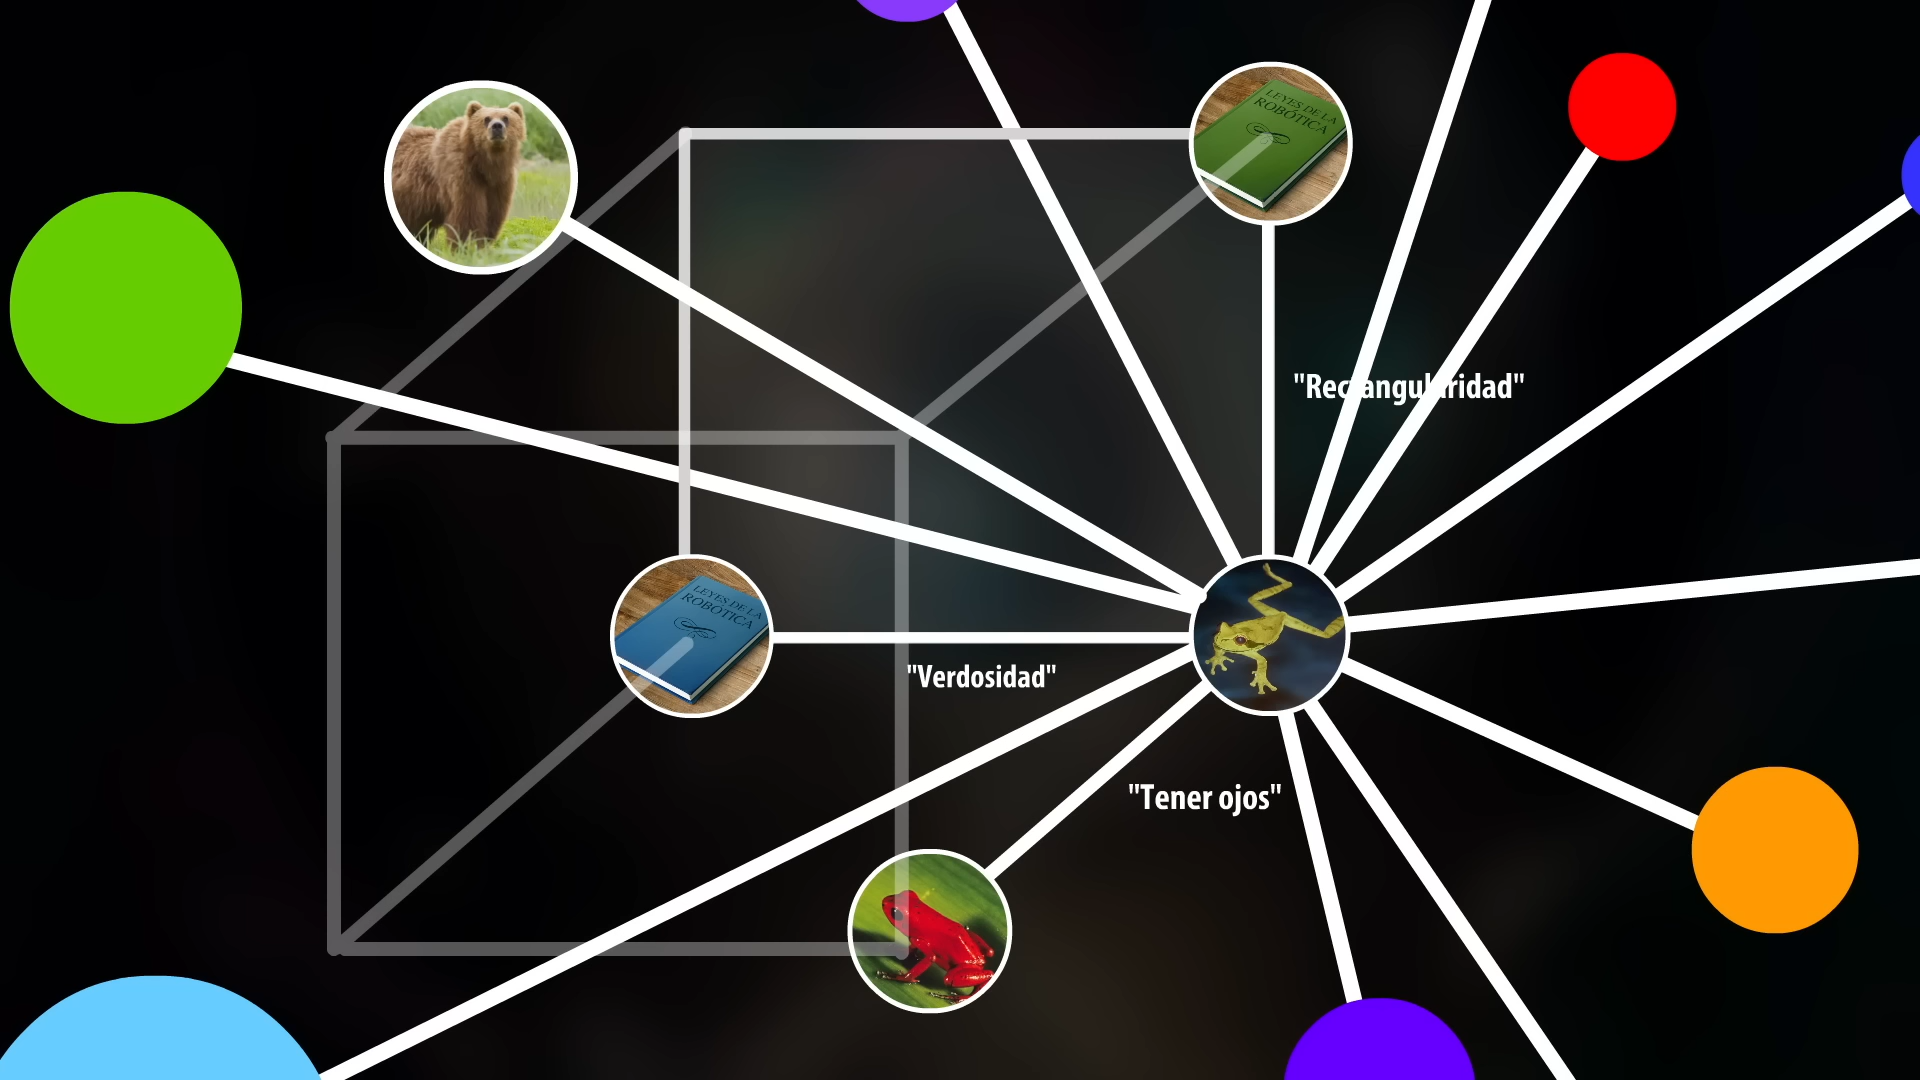 LEYES DE LA
ROBÓTICA
"Rectangularidad"
LEYES DE LA
ROBÓTICA
"Verdosidad"
"Tener ojos"